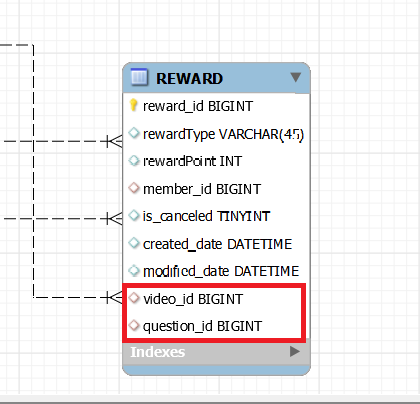 REWARD
reward_id BIGINT
rewardType VARCHAR(45)
rewardPoint INT
member_id BIGINT
is_canceled TINYINT
created_date DATETIME
modified_date DATETIME
video_id BIGINT
question_id BIGINT
Indexes